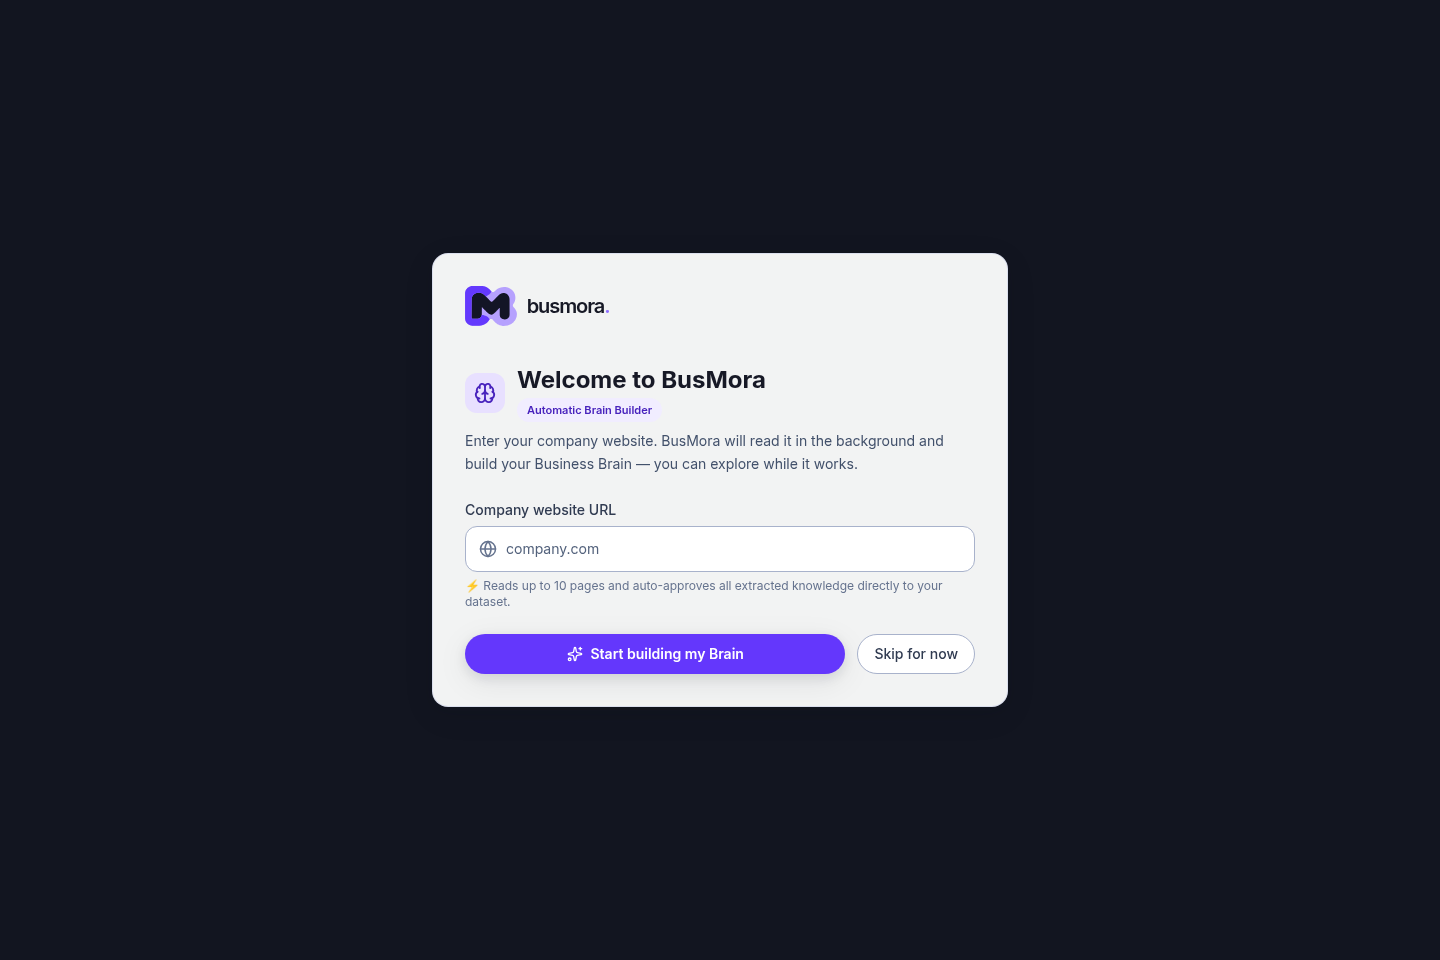 busmora.
Welcome to BusMora
Automatic Brain Builder
Enter your company website. BusMora will read it in the background and
build your Business Brain — you can explore while it works.
Company website URL
company.com
⚡ Reads up to 10 pages and auto-approves all extracted knowledge directly to your
dataset.
Start building my Brain
Skip for now